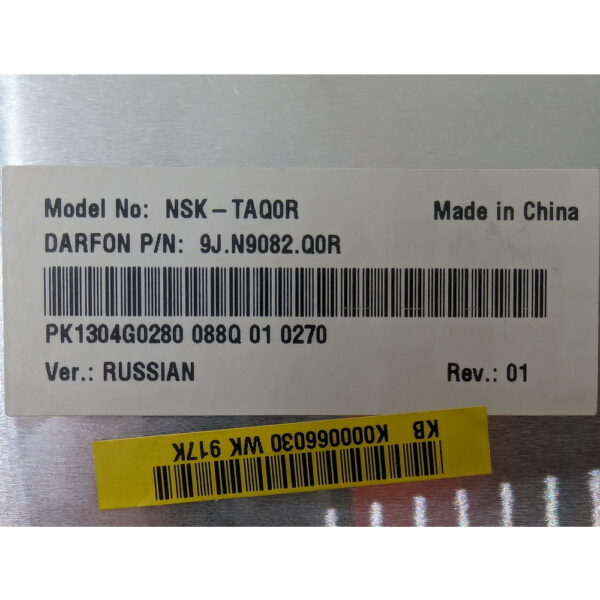 Model No: NSK-TAQ0R Made in China
DARFON P/N: 9J.N9082.Q0R
PK1304G0280 088Q 01 0270
Ver.: RUSSIAN Rev.: 01
KB K000066030 WK 917K